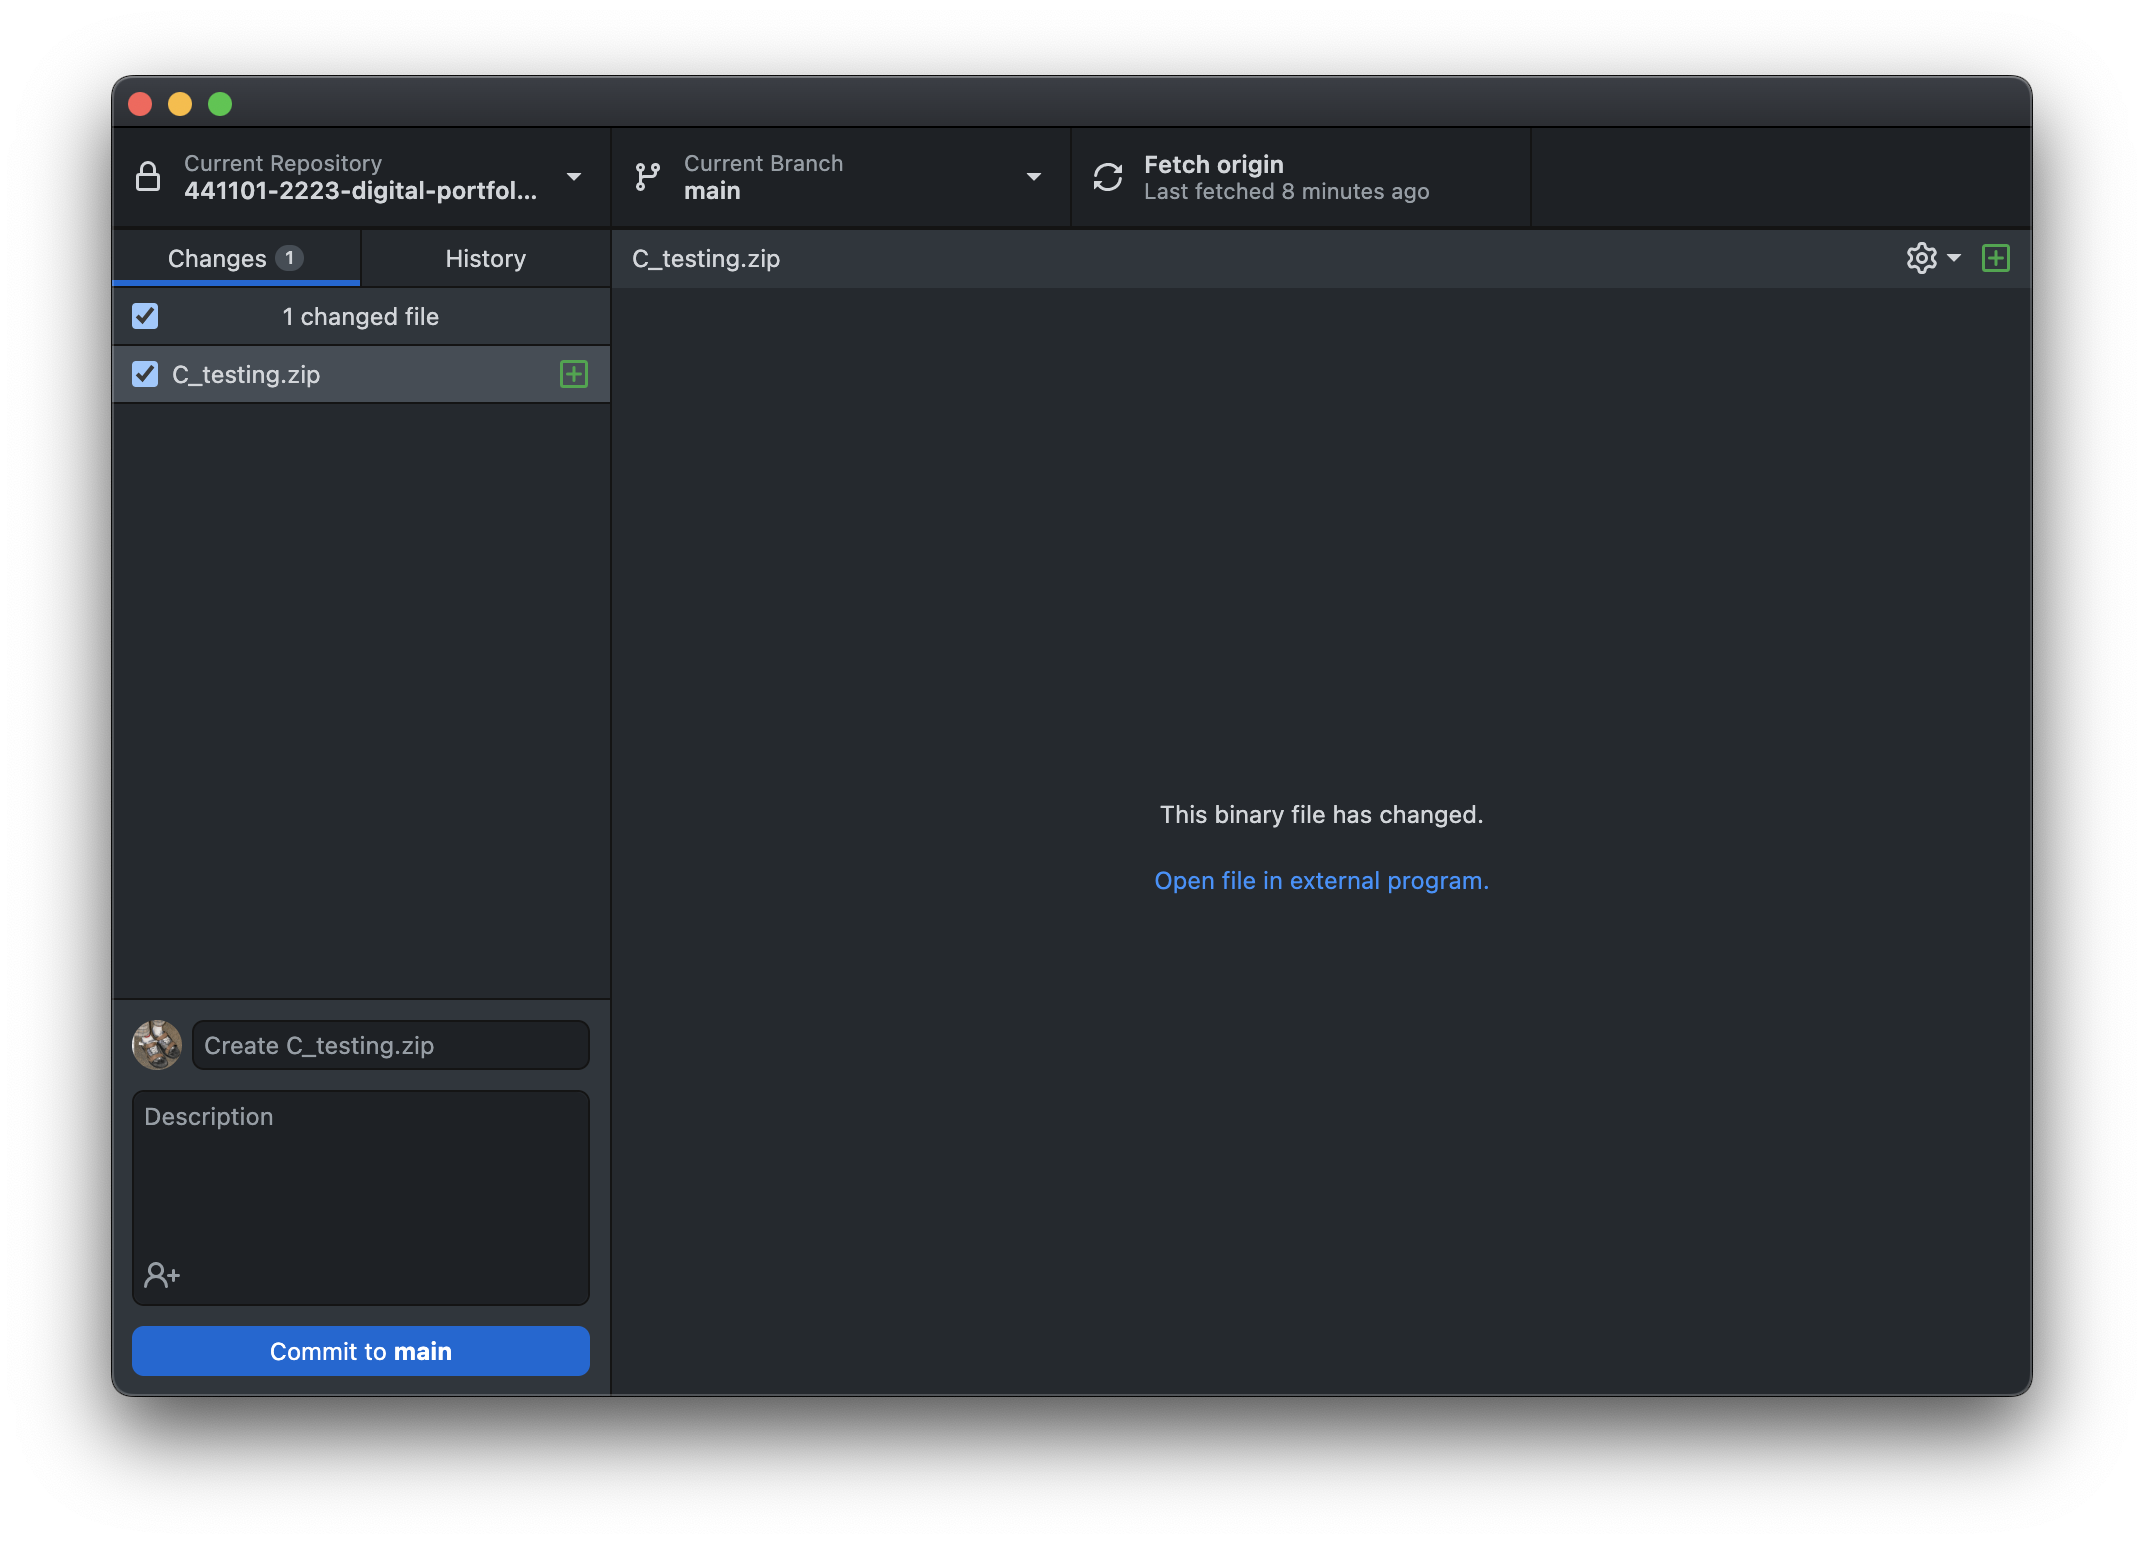 Current Repository
441101-2223-digital-portfol...
Current Branch
main
Fetch origin
Last fetched 8 minutes ago
Changes 1
History
C_testing.zip
1 changed file
C_testing.zip
This binary file has changed.
Open file in external program.
Create C_testing.zip
Description
Commit to main